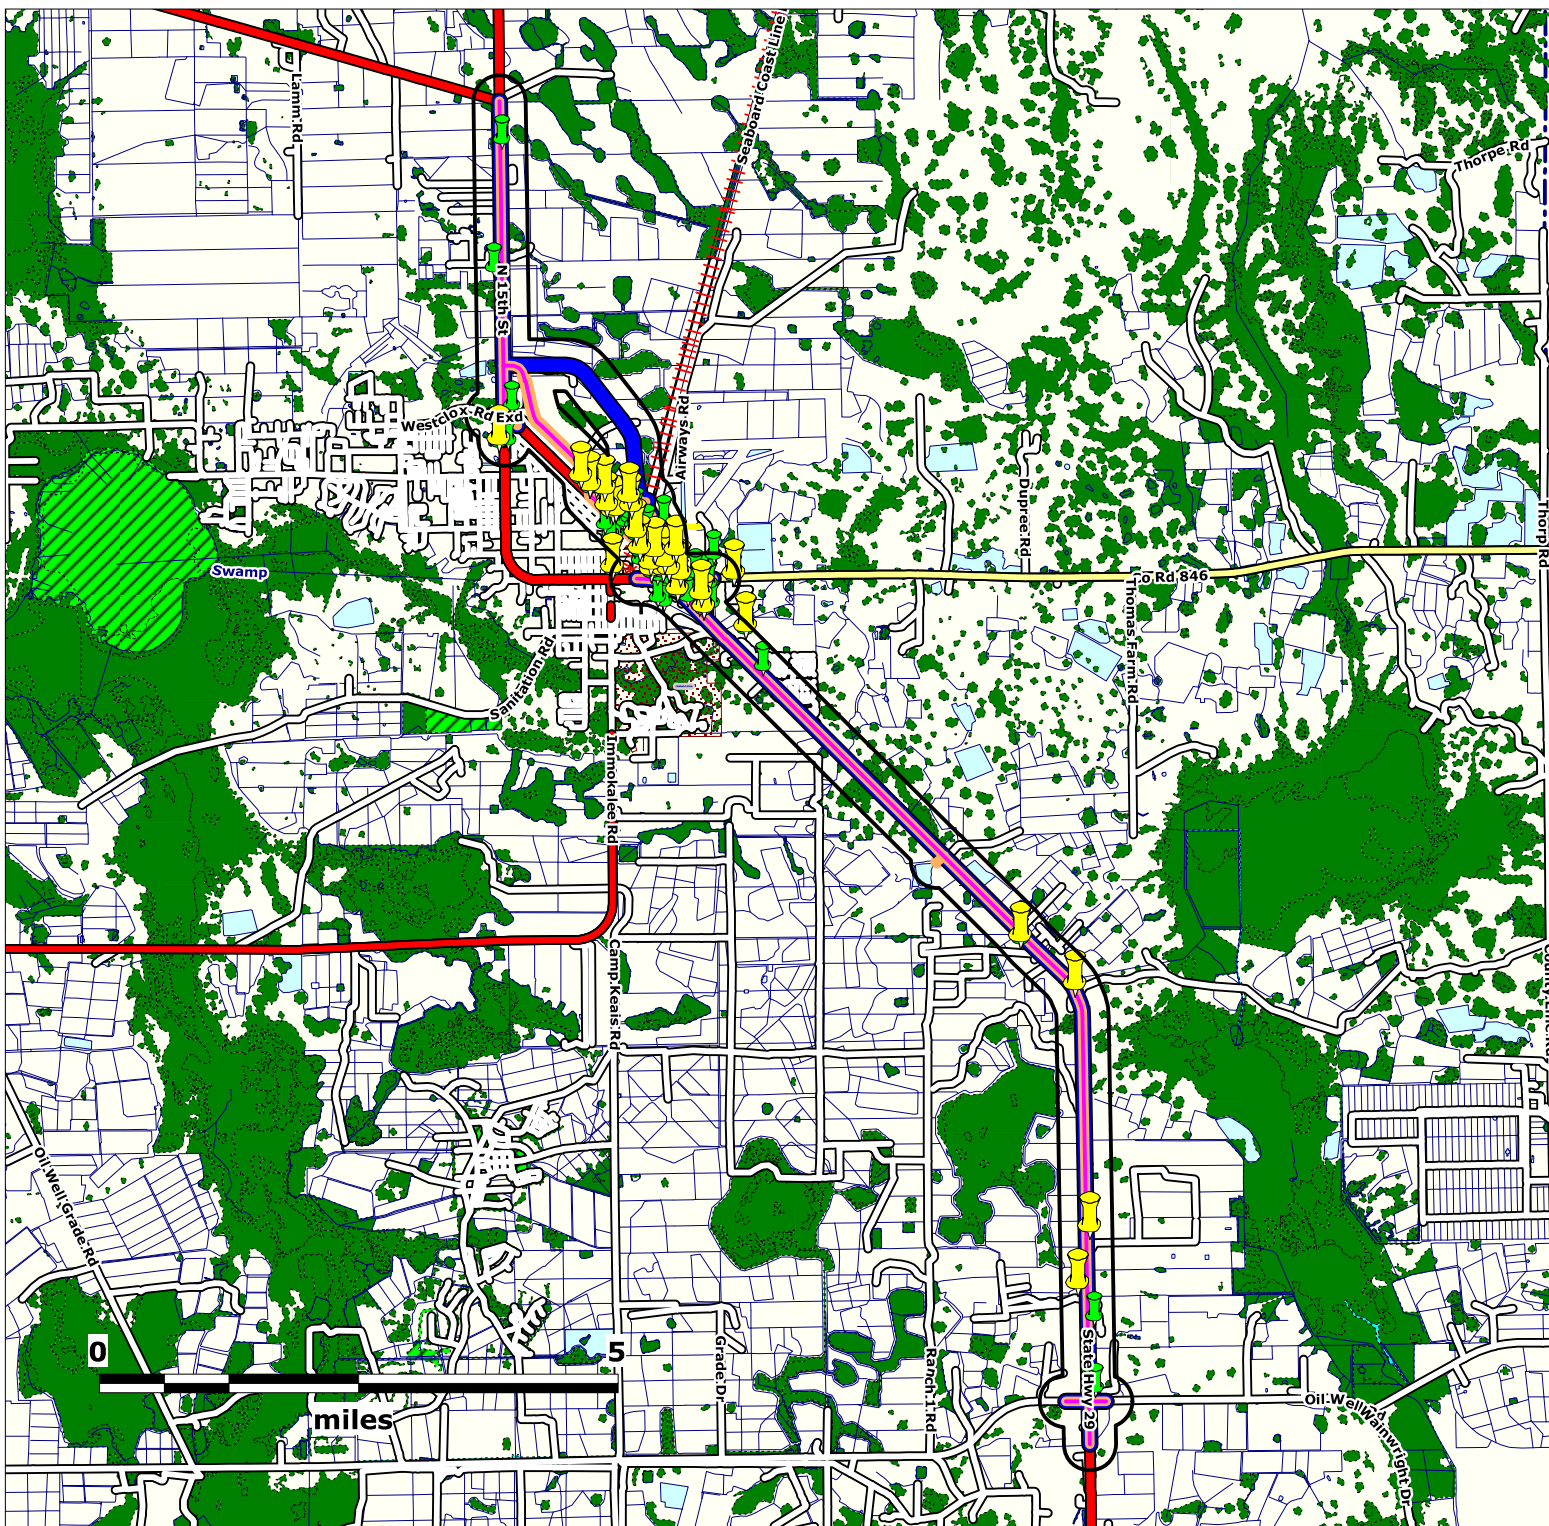 Seaboard Coast Line
Lamm Rd
Thorpe Rd
N 15th St
Westclox Rd Exd
Airways Rd
Dupree Rd
Thorp Rd
Swamp
Co Rd 846
Thomas Farm Rd
Sanitation Rd
Immokalee Rd
Camp Keais Rd
Oil Well Grade Rd
0
5
miles
Grade Dr
Ranch 1 Rd
State Hwy 29
Oil Well Rd
Wainwright Dr